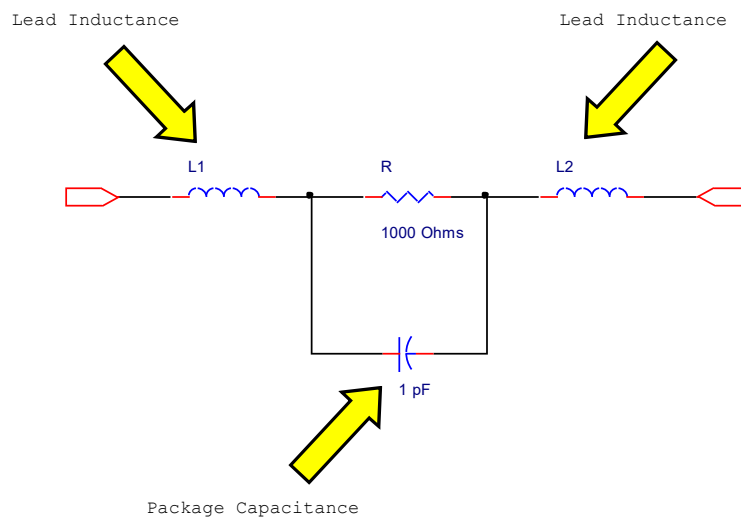 Lead Inductance
Lead Inductance
L1
R
L2
1000 Ohms
1 pF
Package Capacitance